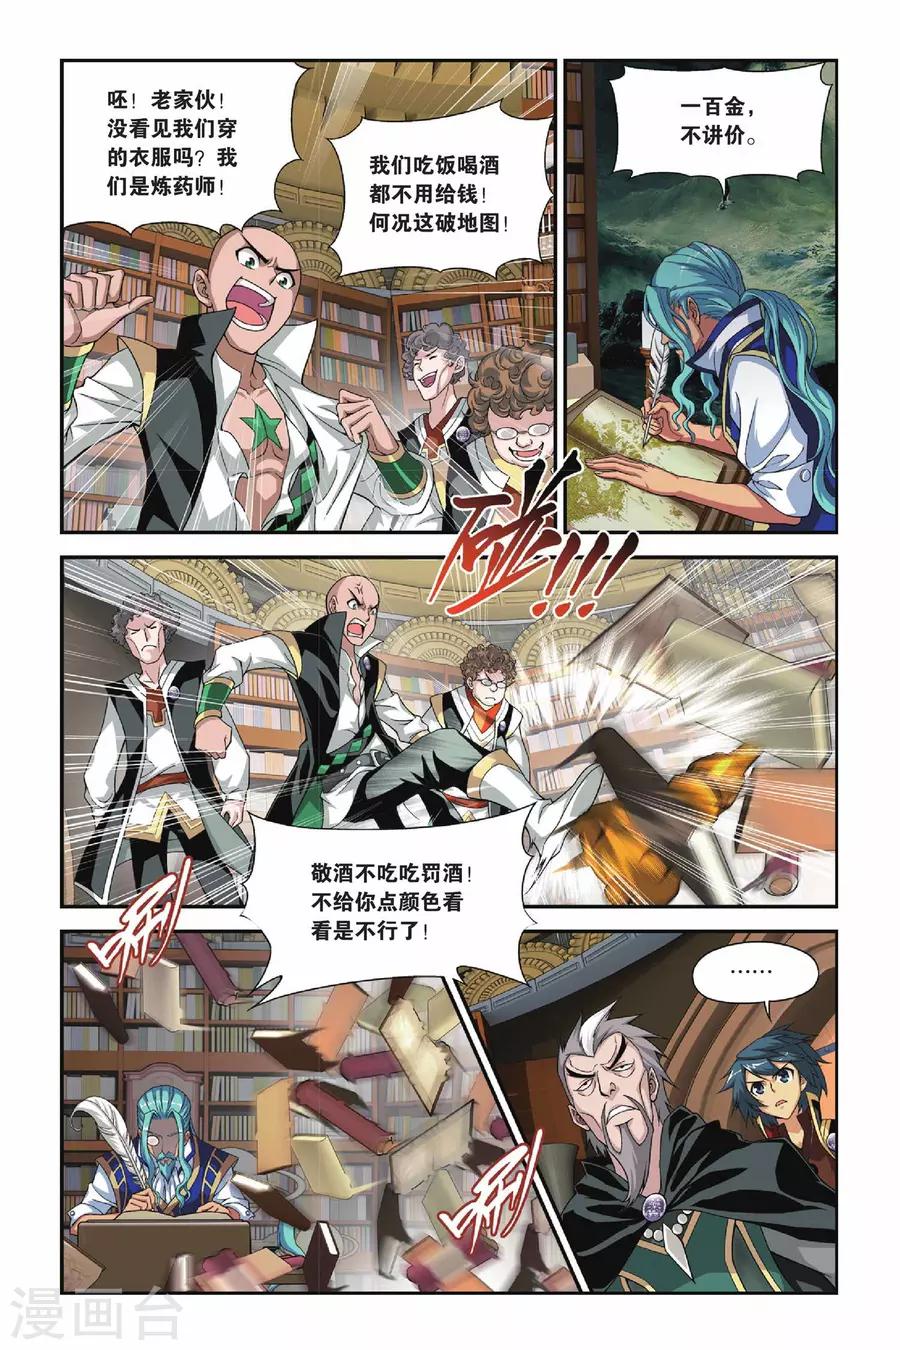 呸！老家伙！
没看见我们穿
的衣服吗？我
们是炼药师！
我们吃饭喝酒
都不用给钱！
何况这破地图！
一百金，
不讲价。
碰!!!
敬酒不吃吃罚酒！
不给你点颜色看
看是不行了！
唰
……
唰
漫画台